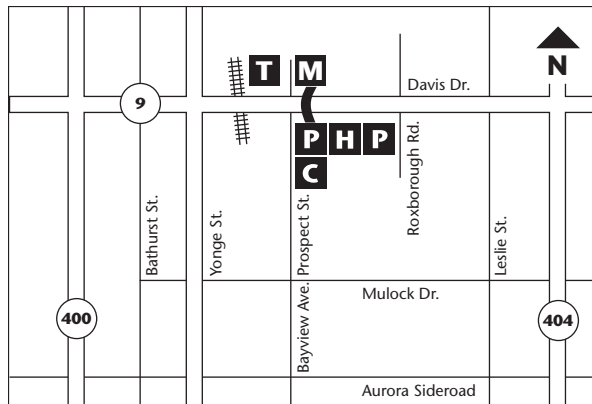 T M
N
Davis Dr.
9
P H P
C
Bathurst St.
Yonge St.
Prospect St.
Roxborough Rd.
Leslie St.
Mulock Dr.
400
Bayview Ave.
404
Aurora Sideroad